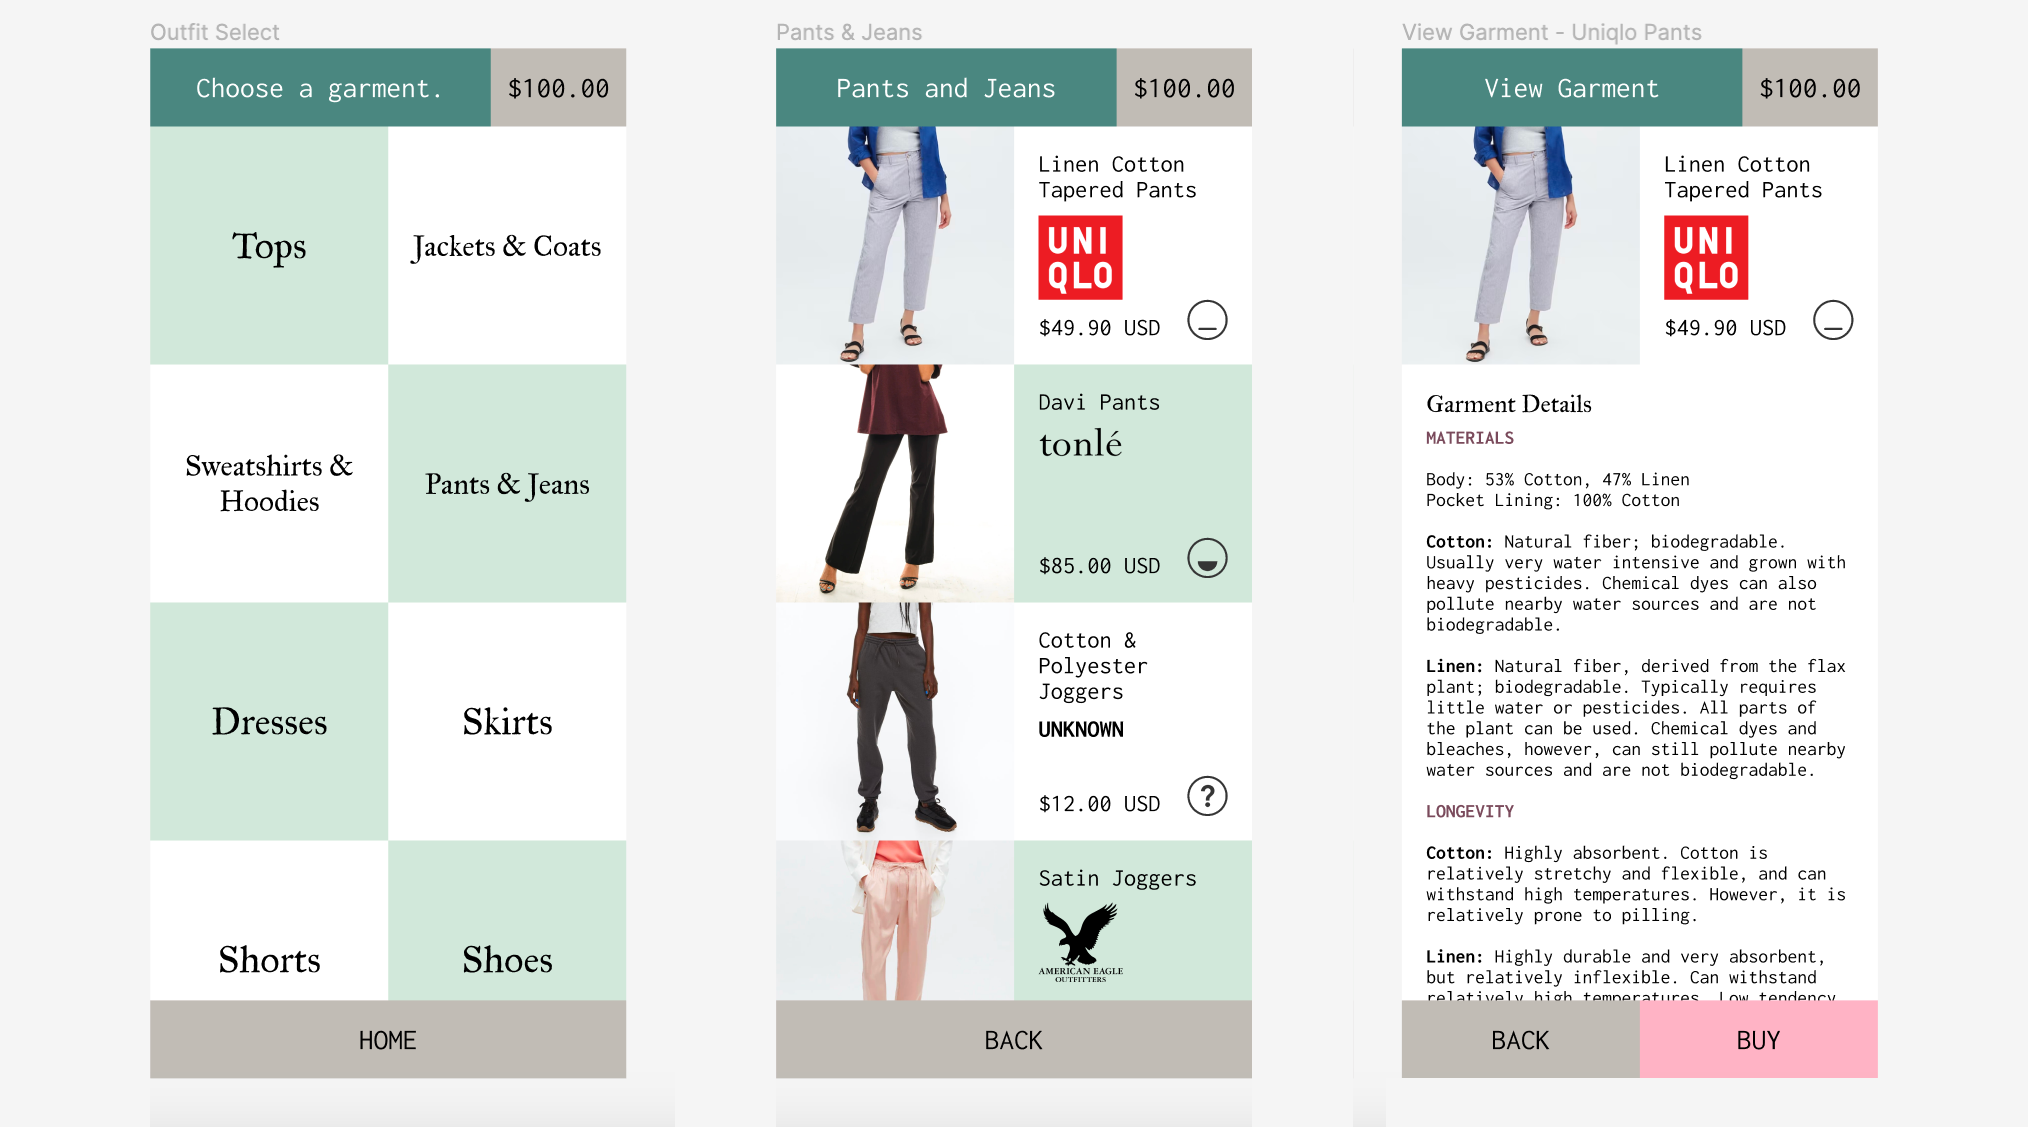 Outfit Select
Choose a garment.
$100.00
Tops
Jackets & Coats
Sweatshirts &
Hoodies
Pants & Jeans
Dresses
Skirts
Shorts
Shoes
HOME
Pants & Jeans
Pants and Jeans
$100.00
Linen Cotton
Tapered Pants
UNI
QLO
$49.90 USD
Davi Pants
tonlé
$85.00 USD
Cotton &
Polyester
Joggers
UNKNOWN
$12.00 USD
?
Satin Joggers
AMERICAN EAGLE
OUTFITTERS
BACK
View Garment - Uniqlo Pants
View Garment
$100.00
Linen Cotton
Tapered Pants
UNI
QLO
$49.90 USD
Garment Details
MATERIALS
Body: 53% Cotton, 47% Linen
Pocket Lining: 100% Cotton
Cotton: Natural fiber; biodegradable.
Usually very water intensive and grown with
heavy pesticides. Chemical dyes can also
pollute nearby water sources and are not
biodegradable.
Linen: Natural fiber, derived from the flax
plant; biodegradable. Typically requires
little water or pesticides. All parts of
the plant can be used. Chemical dyes and
bleaches, however, can still pollute nearby
water sources and are not biodegradable.
LONGEVITY
Cotton: Highly absorbent. Cotton is
relatively stretchy and flexible, and can
withstand high temperatures. However, it is
relatively prone to pilling.
Linen: Highly durable and very absorbent,
but relatively inflexible. Can withstand
relatively high temperatures. Low tendency
BACK
BUY